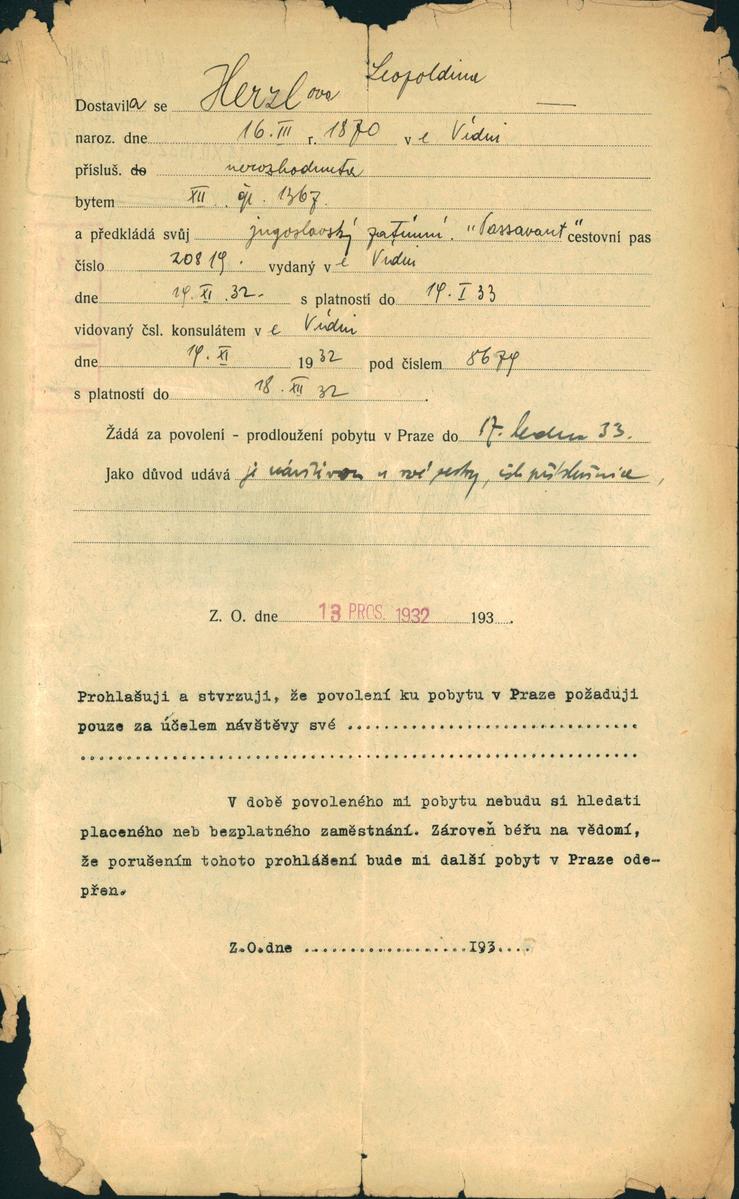 Leopoldina
Dostavila se Herzlova
naroz. dne 16. III r. 1870 v e Vídni
přísluš. do nerozhodnuta
bytem XII čp. 1367.
a předkládá svůj jugoslovský zatímní. "Passavant" cestovní pas
číslo 20819. vydaný v e Vídni
dne 19. XI. 32. s platností do 19. I 33
vidovaný čsl. konsulátem v e Vídni
dne 19. XI 1932 pod číslem 8679
s platností do 18. XII 32 .
Žádá za povolení - prodloužení pobytu v Praze do 17. ledna 33.
Jako důvod udává je návštěvou u své
Z. O. dne 13 PROS. 1932 193 .
Prohlašuji a stvrzuji, že povolení ku pobytu v Praze požaduji
pouze za účelem návštěvy své ................................
................................................................
V době povoleného mi pobytu nebudu si hledati
placeného neb bezplatného zaměstnání. Zároveň béřu na vědomí,
že porušením tohoto prohlášení bude mi další pobyt v Praze ode-
přen.
Z.O.dne ...................193....